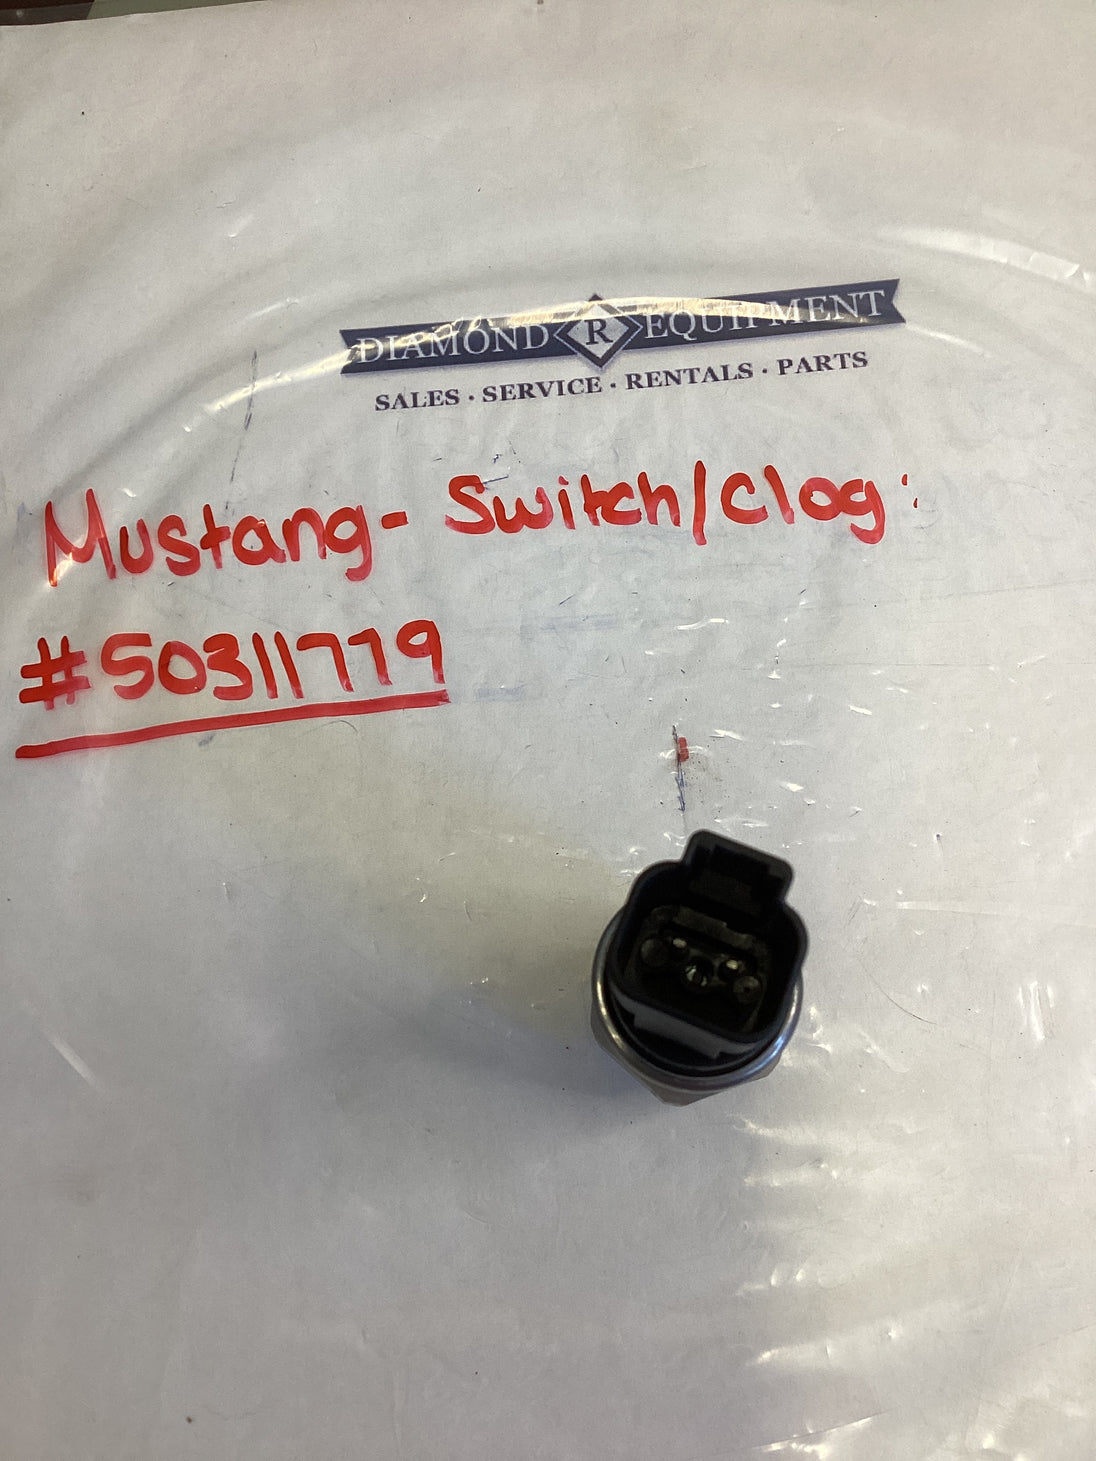 DIAMOND R EQUIPMENT
SALES · SERVICE · RENTALS · PARTS
Mustang- Switch/Clog:
#50311779